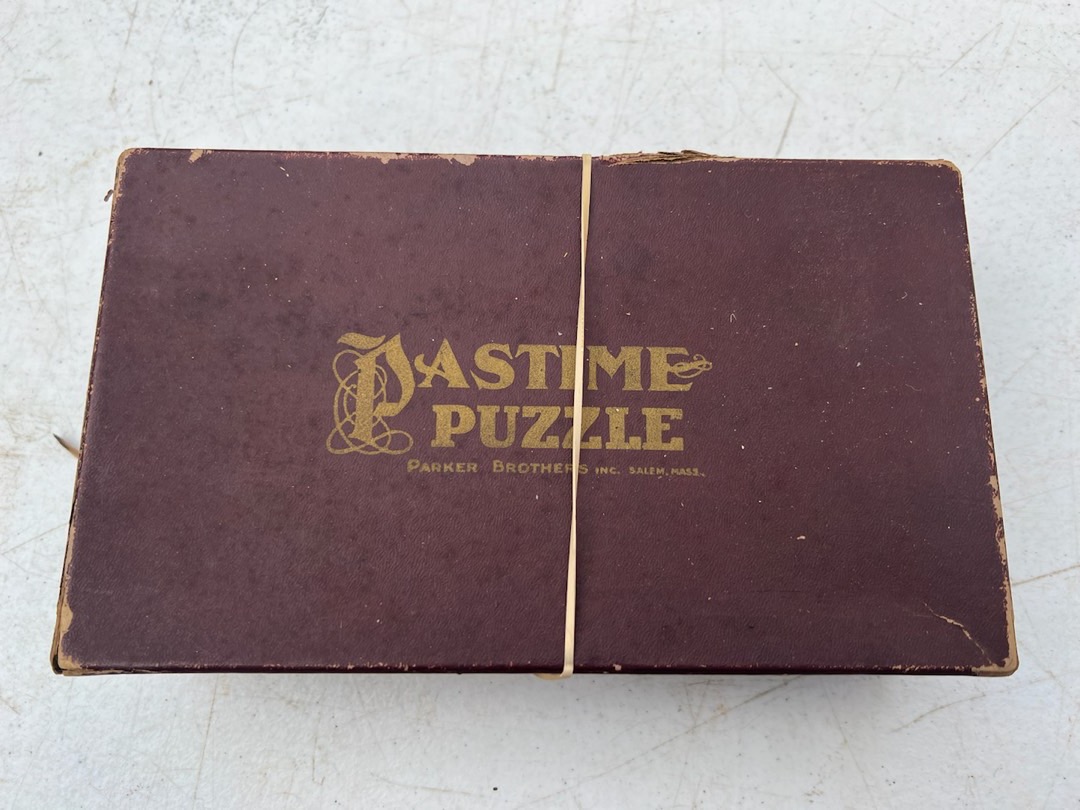 PASTIME
PUZZLE
PARKER BROTHERS INC. SALEM, MASS.